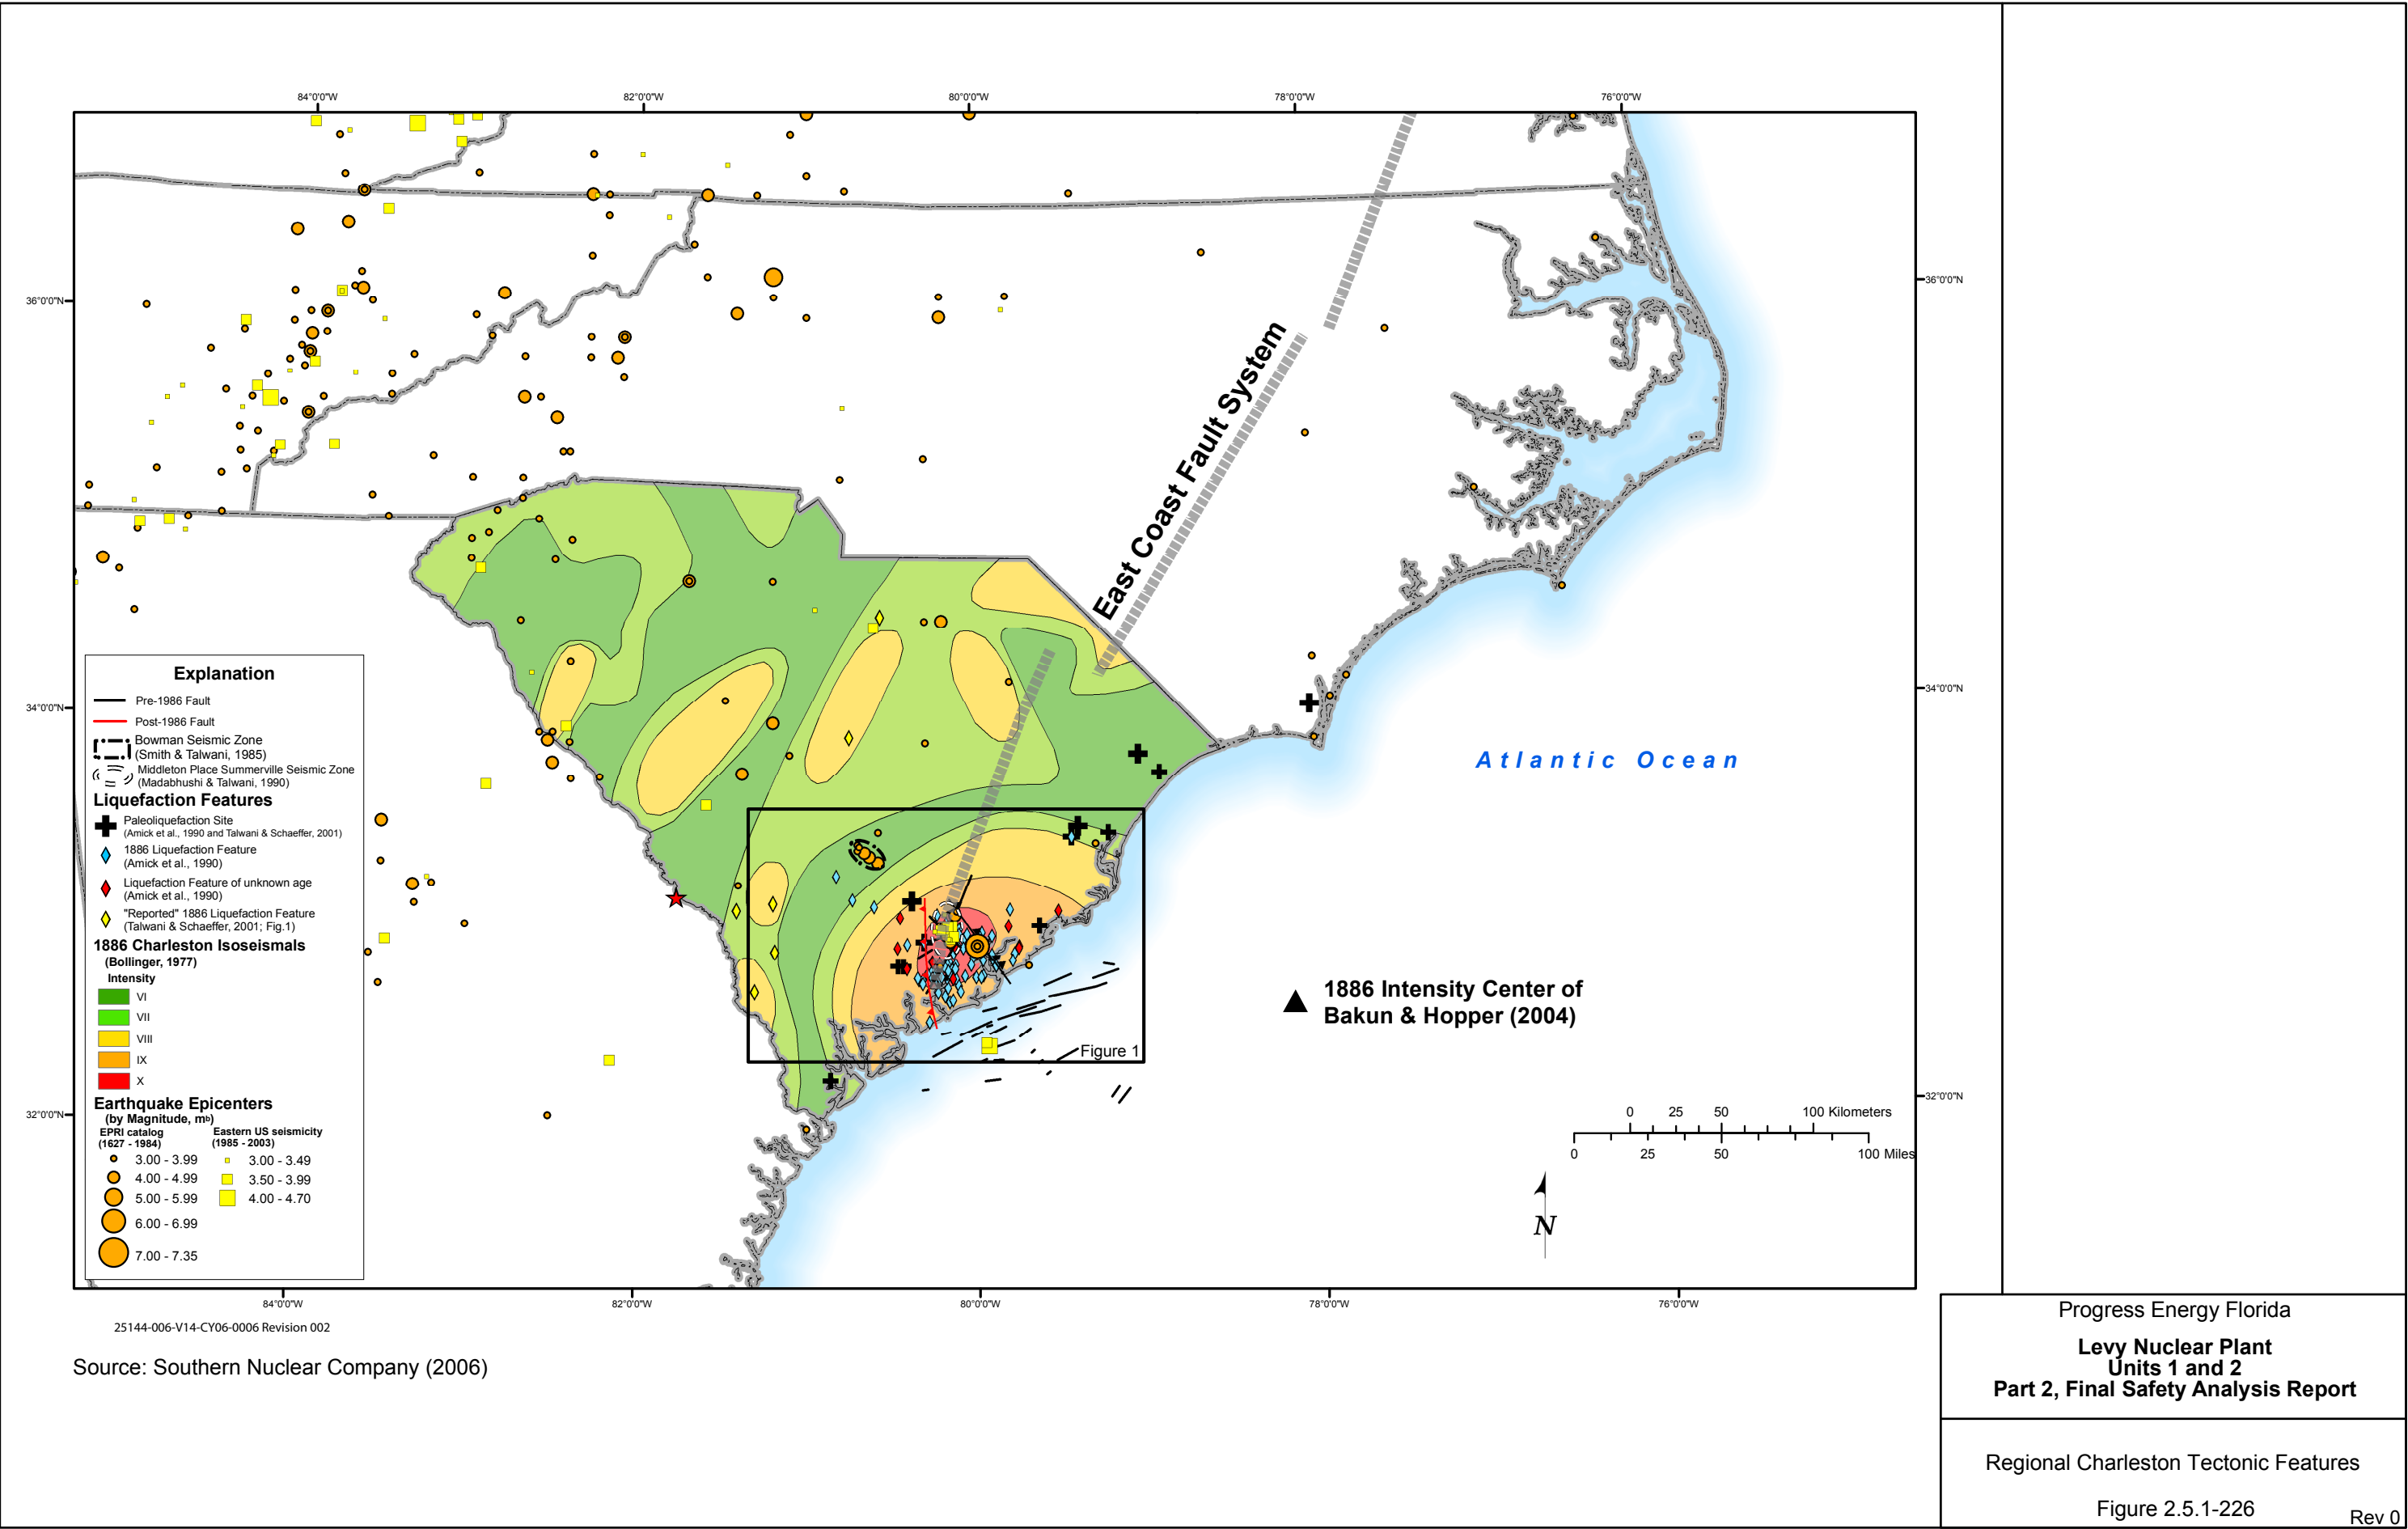 84°0'0"W
82°0'0"W
80°0'0"W
78°0'0"W
76°0'0"W
36°0'0"N
36°0'0"N
East Coast Fault System
Explanation
Pre-1986 Fault
Post-1986 Fault
Bowman Seismic Zone
(Smith & Talwani, 1985)
Middleton Place Summerville Seismic Zone
(Madabhushi & Talwani, 1990)
Liquefaction Features
Paleoliquefaction Site
(Amick et al., 1990 and Talwani & Schaeffer, 2001)
1886 Liquefaction Feature
(Amick et al., 1990)
Liquefaction Feature of unknown age
(Amick et al., 1990)
"Reported" 1886 Liquefaction Feature
(Talwani & Schaeffer, 2001; Fig.1)
1886 Charleston Isoseismals
(Bollinger, 1977)
Intensity
VI
VII
VIII
IX
X
Earthquake Epicenters
(by Magnitude, mb)
EPRI catalog
(1627 - 1984)
3.00 - 3.99
4.00 - 4.99
5.00 - 5.99
6.00 - 6.99
7.00 - 7.35
Eastern US seismicity
(1985 - 2003)
3.00 - 3.49
3.50 - 3.99
4.00 - 4.70
34°0'0"N
34°0'0"N
Atlantic Ocean
1886 Intensity Center of
Bakun & Hopper (2004)
Figure 1
32°0'0"N
32°0'0"N
0 25 50 100 Kilometers
0 25 50 100 Miles
N
84°0'0"W
82°0'0"W
80°0'0"W
78°0'0"W
76°0'0"W
25144-006-V14-CY06-0006 Revision 002
Source: Southern Nuclear Company (2006)
Progress Energy Florida
Levy Nuclear Plant
Units 1 and 2
Part 2, Final Safety Analysis Report
Regional Charleston Tectonic Features
Figure 2.5.1-226
Rev 0